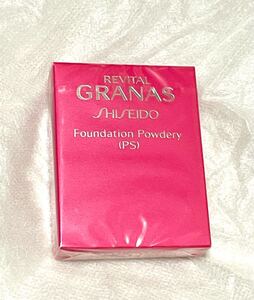 REVITAL
GRANAS
SHISEIDO
Foundation Powdery
(PS)